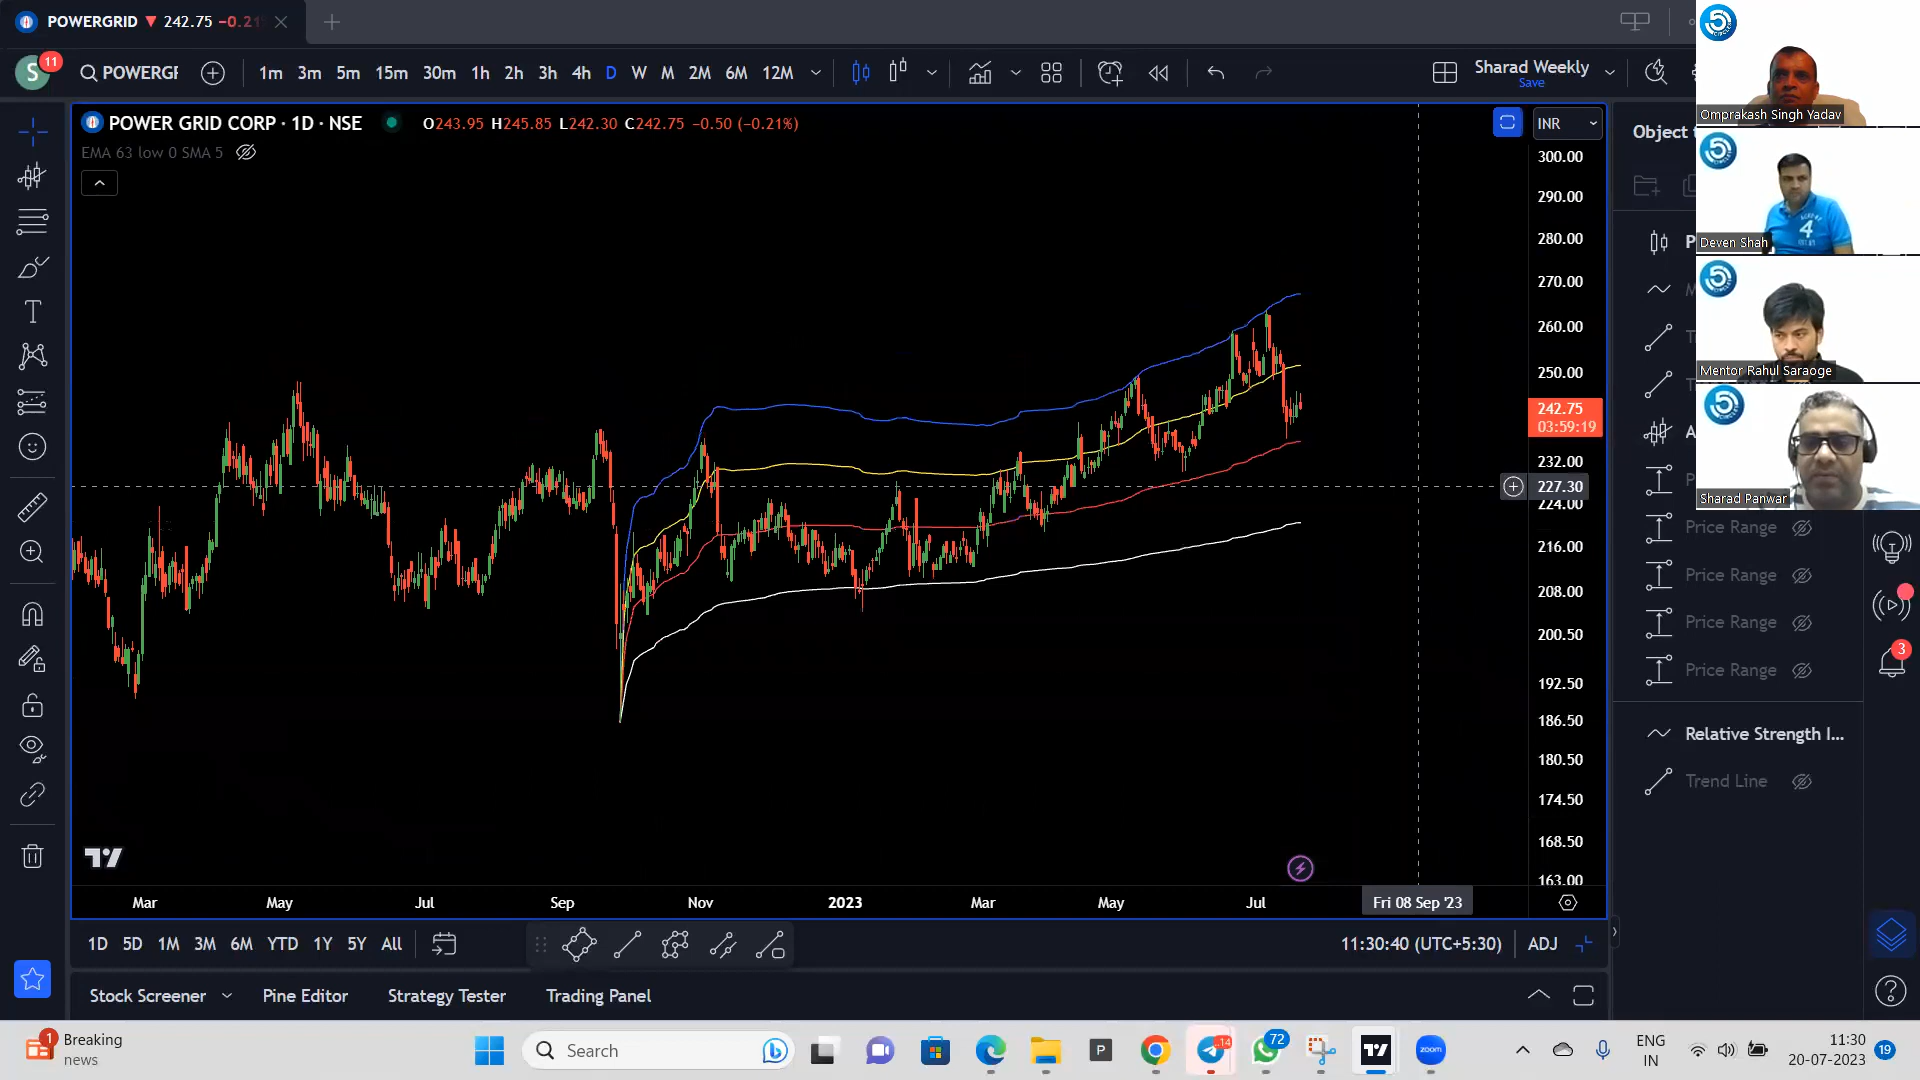 POWERGRID ▼ 242.75 −0.21
S 11 POWERGF 1m 3m 5m 15m 30m 1h 2h 3h 4h D W M 2M 6M 12M Sharad Weekly
Save
POWER GRID CORP · 1D · NSE O243.95 H245.85 L242.30 C242.75 −0.50 (−0.21%)
EMA 63 low 0 SMA 5
INR
300.00
290.00
280.00
270.00
260.00
250.00
242.75
03:59:19
232.00
227.30
224.00
216.00
208.00
200.50
192.50
186.50
180.50
174.50
168.50
163.00
Mar May Jul Sep Nov 2023 Mar May Jul Fri 08 Sep '23
1D 5D 1M 3M 6M YTD 1Y 5Y All 11:30:40 (UTC+5:30) ADJ
Stock Screener Pine Editor Strategy Tester Trading Panel
Object
Price Range
Price Range
Price Range
Price Range
Relative Strength I...
Trend Line
3
Omprakash Singh Yadav
Deven Shah
Mentor Rahul Saraoge
Sharad Panwar
1 Breaking
news
Search
P
14
72
zoom
ENG
IN
11:30
20-07-2023
19